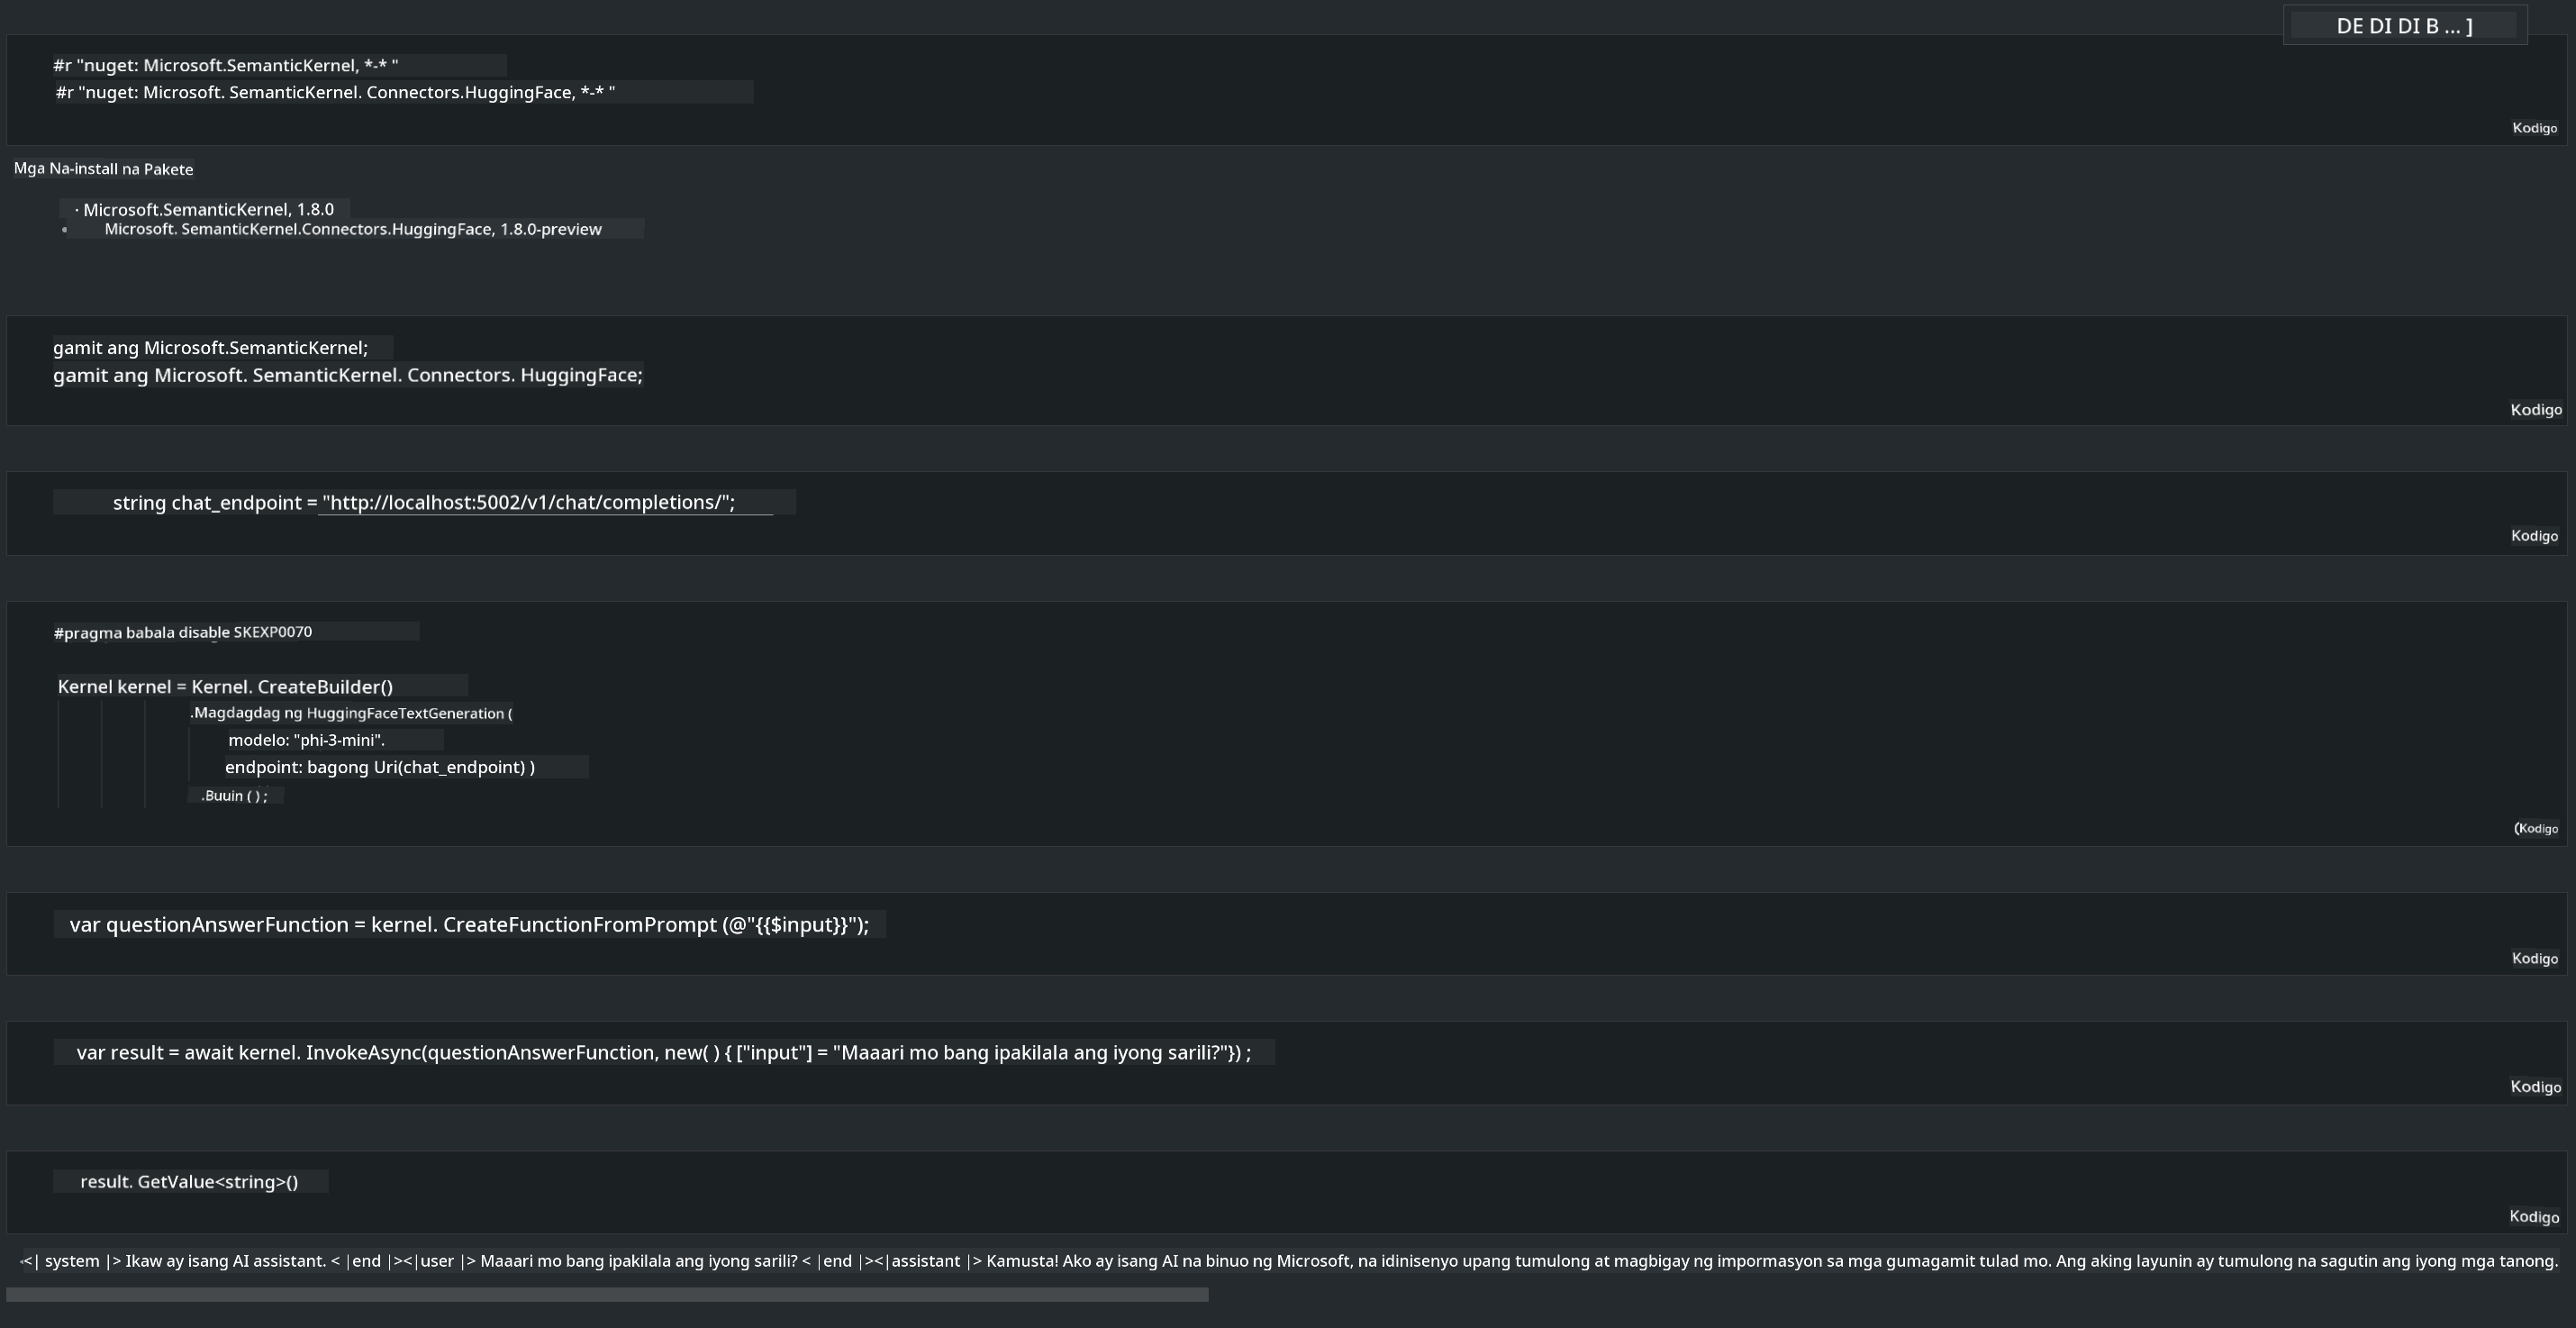 DE DI DI B ... ]
#r "nuget: Microsoft.SemanticKernel, *-* "
#r "nuget: Microsoft. SemanticKernel. Connectors.HuggingFace, *-* "
Kodigo
Mga Na-install na Pakete
· Microsoft.SemanticKernel, 1.8.0
• Microsoft. SemanticKernel.Connectors.HuggingFace, 1.8.0-preview
gamit ang Microsoft.SemanticKernel;
gamit ang Microsoft. SemanticKernel. Connectors. HuggingFace;
Kodigo
string chat_endpoint = "http://localhost:5002/v1/chat/completions/";
Kodigo
#pragma babala disable SKEXP0070
Kernel kernel = Kernel. CreateBuilder()
.Magdagdag ng HuggingFaceTextGeneration (
modelo: "phi-3-mini".
endpoint: bagong Uri(chat_endpoint) )
.Buuin ( ) ;
(Kodigo
var questionAnswerFunction = kernel. CreateFunctionFromPrompt (@"{{$input}}");
Kodigo
var result = await kernel. InvokeAsync(questionAnswerFunction, new( ) { ["input"] = "Maaari mo bang ipakilala ang iyong sarili?"}) ;
Kodigo
result. GetValue<string>()
Kodigo
<| system |> Ikaw ay isang AI assistant. < |end |><|user |> Maaari mo bang ipakilala ang iyong sarili? < |end |><|assistant |> Kamusta! Ako ay isang AI na binuo ng Microsoft, na idinisenyo upang tumulong at magbigay ng impormasyon sa mga gumagamit tulad mo. Ang aking layunin ay tumulong na sagutin ang iyong mga tanong.